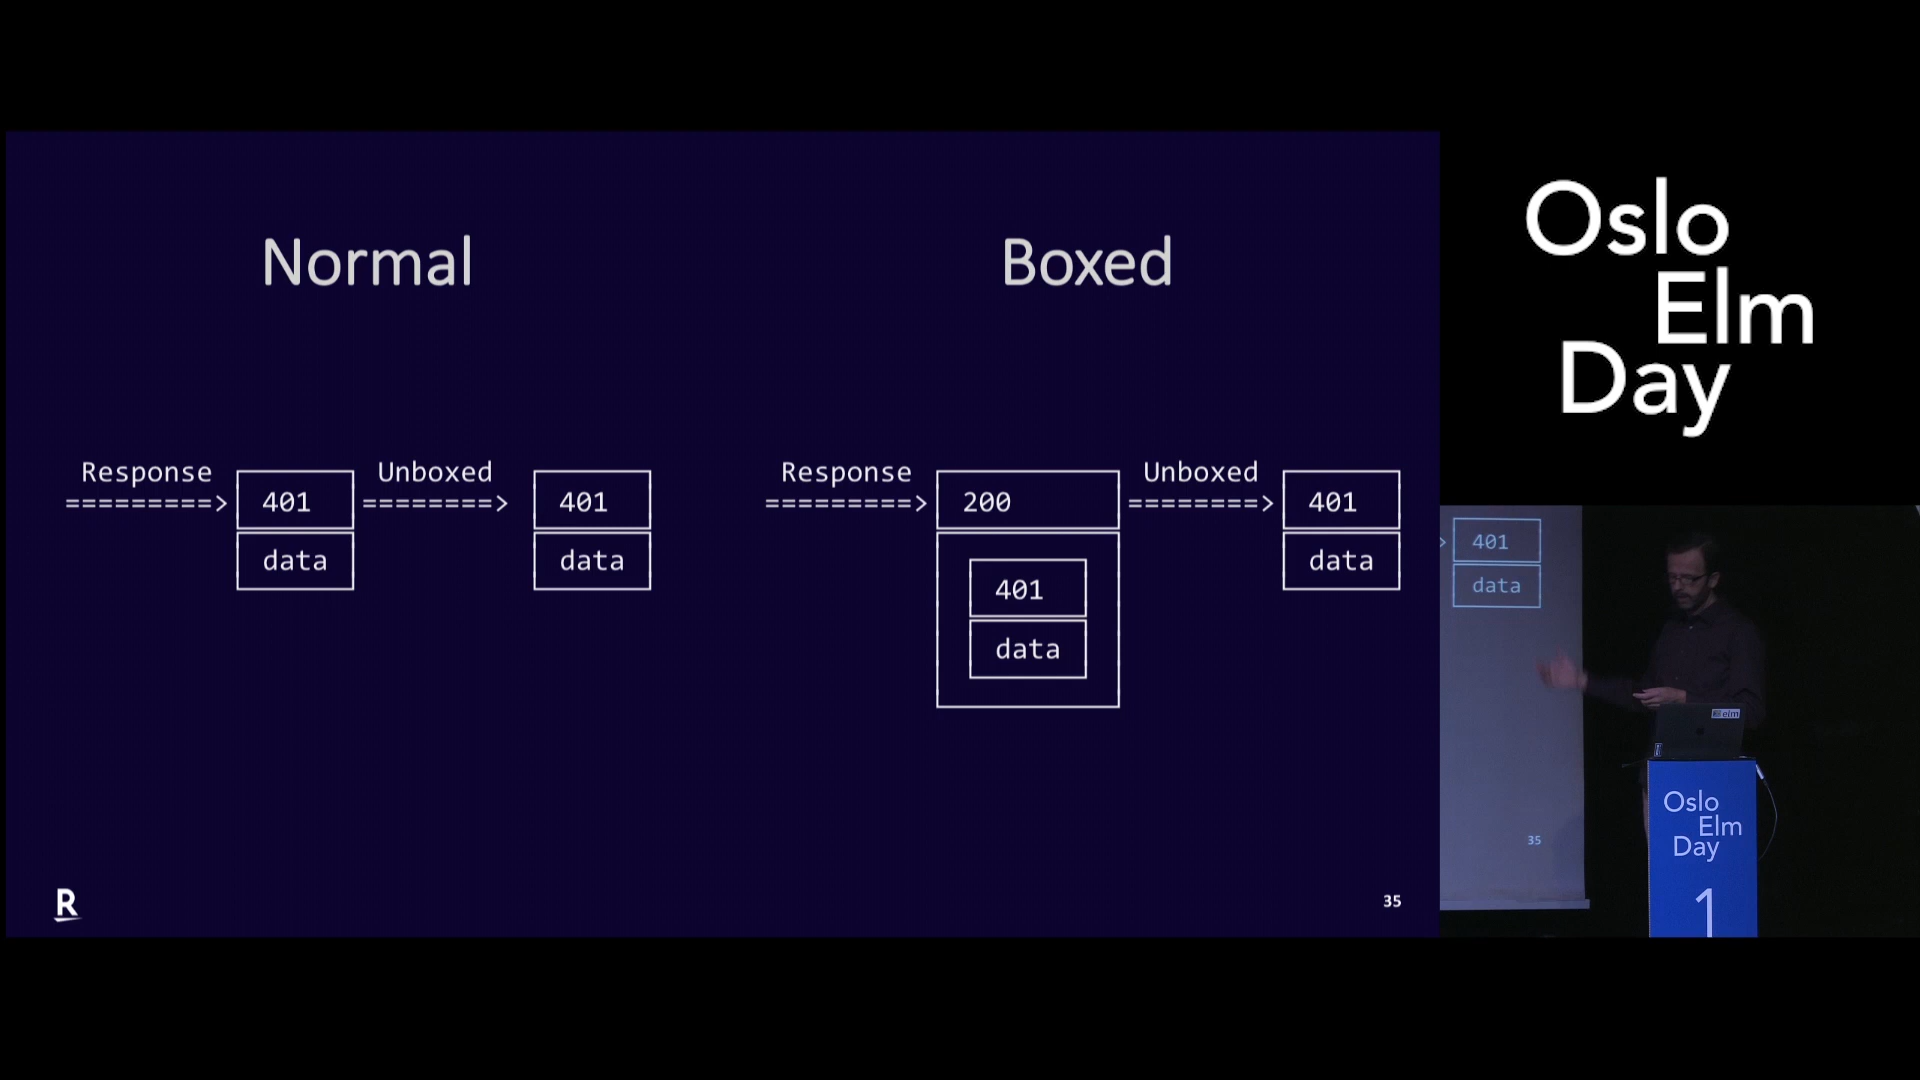 Normal
Boxed
Response
=========>
401
data
Unboxed
========>
401
data
Response
=========>
200
401
data
Unboxed
========>
401
data
R
35
Oslo
Elm
Day
> 401
data
35
elm
Oslo
Elm
Day
1